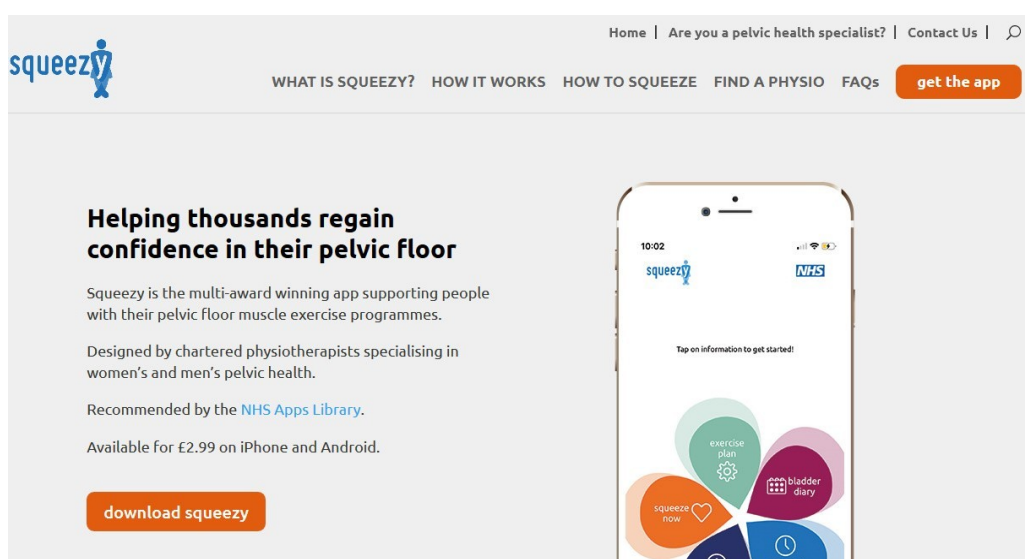 Home | Are you a pelvic health specialist? | Contact Us |
squeezy
WHAT IS SQUEEZY? HOW IT WORKS HOW TO SQUEEZE FIND A PHYSIO FAQs get the app
Helping thousands regain
confidence in their pelvic floor
Squeezy is the multi-award winning app supporting people
with their pelvic floor muscle exercise programmes.
Designed by chartered physiotherapists specialising in
women's and men's pelvic health.
Recommended by the NHS Apps Library.
Available for £2.99 on iPhone and Android.
download squeezy
10:02
squeezy NHS
Tap on information to get started!
exercise
plan
bladder
diary
squeeze
now